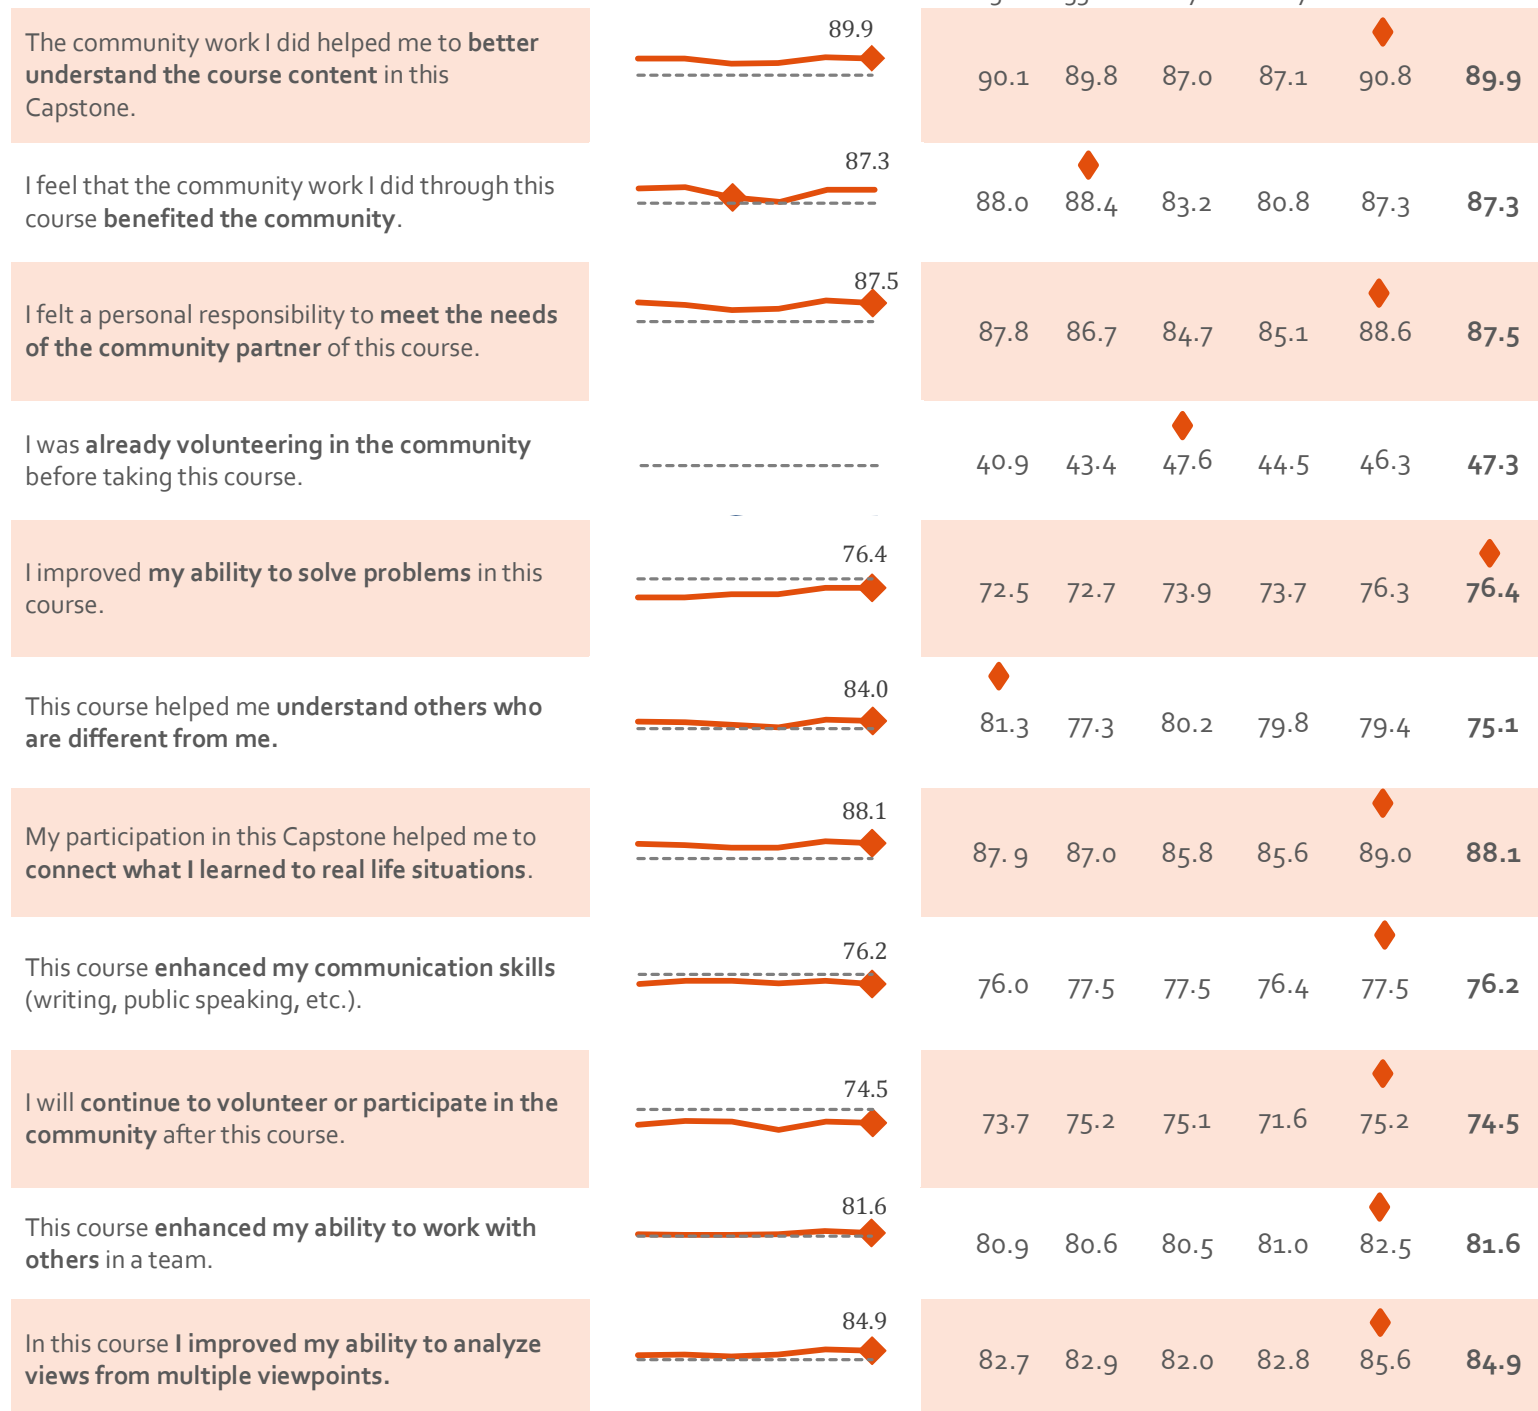 The community work I did helped me to better
understand the course content in this
Capstone.
89.9
90.1 89.8 87.0 87.1 90.8 89.9
I feel that the community work I did through this
course benefited the community.
87.3
88.0 88.4 83.2 80.8 87.3 87.3
I felt a personal responsibility to meet the needs
of the community partner of this course.
87.5
87.8 86.7 84.7 85.1 88.6 87.5
I was already volunteering in the community
before taking this course.
40.9 43.4 47.6 44.5 46.3 47.3
I improved my ability to solve problems in this
course.
76.4
72.5 72.7 73.9 73.7 76.3 76.4
This course helped me understand others who
are different from me.
84.0
81.3 77.3 80.2 79.8 79.4 75.1
My participation in this Capstone helped me to
connect what I learned to real life situations.
88.1
87. 9 87.0 85.8 85.6 89.0 88.1
This course enhanced my communication skills
(writing, public speaking, etc.).
76.2
76.0 77.5 77.5 76.4 77.5 76.2
I will continue to volunteer or participate in the
community after this course.
74.5
73.7 75.2 75.1 71.6 75.2 74.5
This course enhanced my ability to work with
others in a team.
81.6
80.9 80.6 80.5 81.0 82.5 81.6
In this course I improved my ability to analyze
views from multiple viewpoints.
84.9
82.7 82.9 82.0 82.8 85.6 84.9